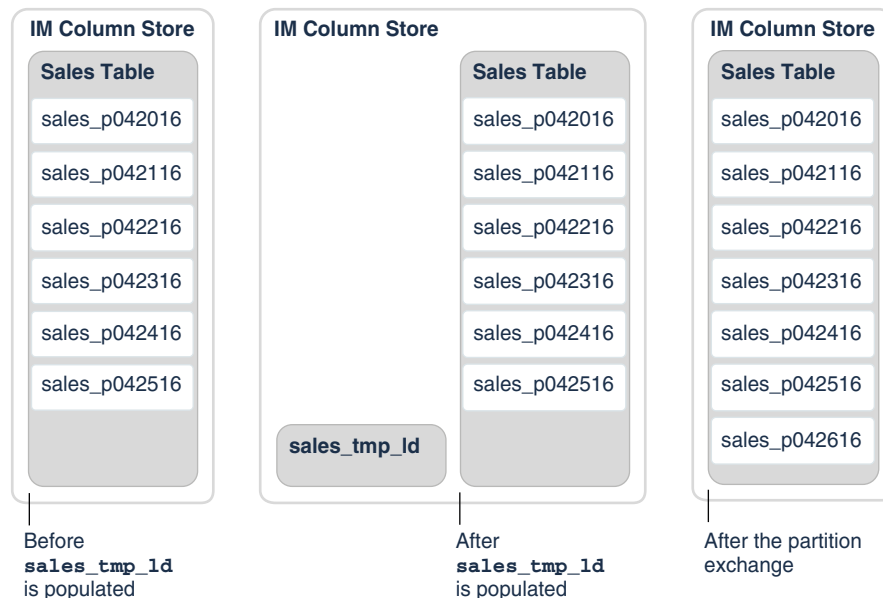 IM Column Store
Sales Table
sales_p042016
sales_p042116
sales_p042216
sales_p042316
sales_p042416
sales_p042516
Before
sales_tmp_ld
is populated
IM Column Store
sales_tmp_ld
Sales Table
sales_p042016
sales_p042116
sales_p042216
sales_p042316
sales_p042416
sales_p042516
After
sales_tmp_ld
is populated
IM Column Store
Sales Table
sales_p042016
sales_p042116
sales_p042216
sales_p042316
sales_p042416
sales_p042516
sales_p042616
After the partition
exchange